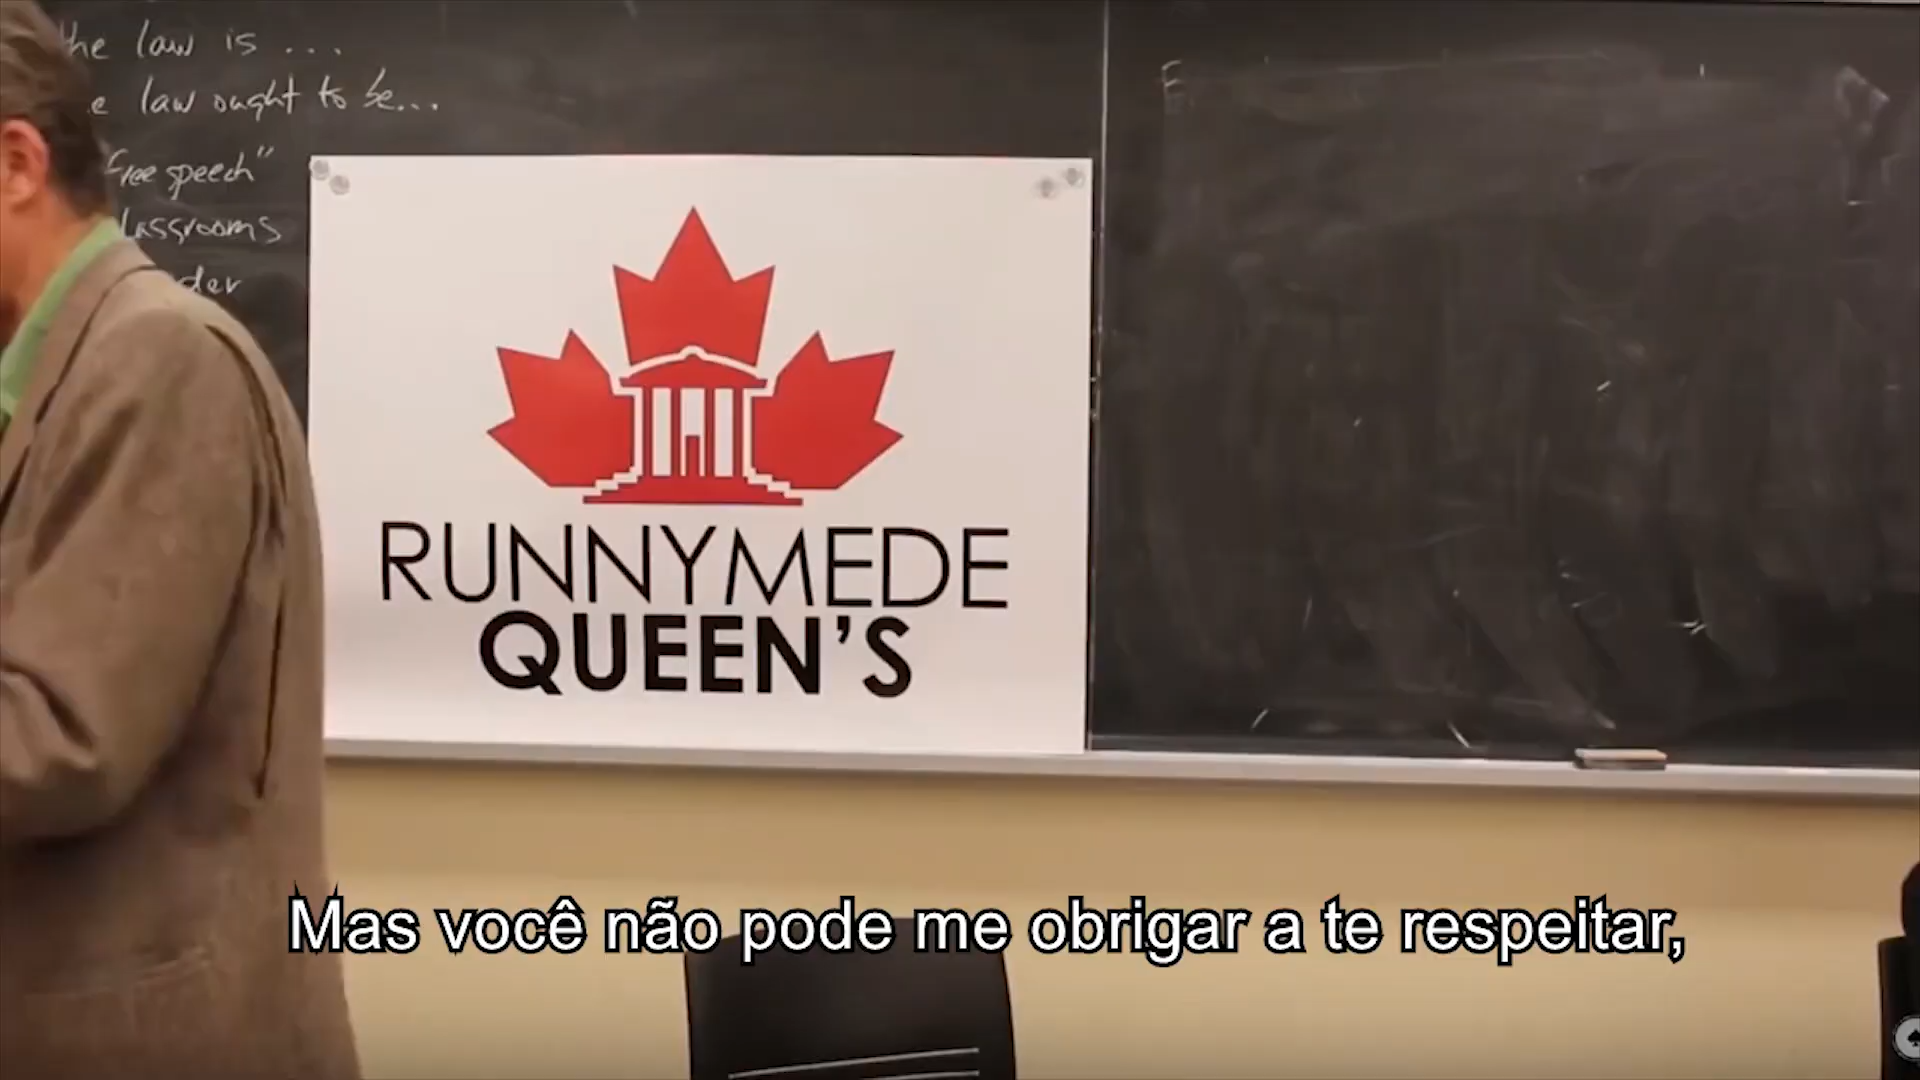 the law is ...
law ought to be...
free speech"
RUNNYMEDE
QUEEN'S
Mas você não pode me obrigar a te respeitar,